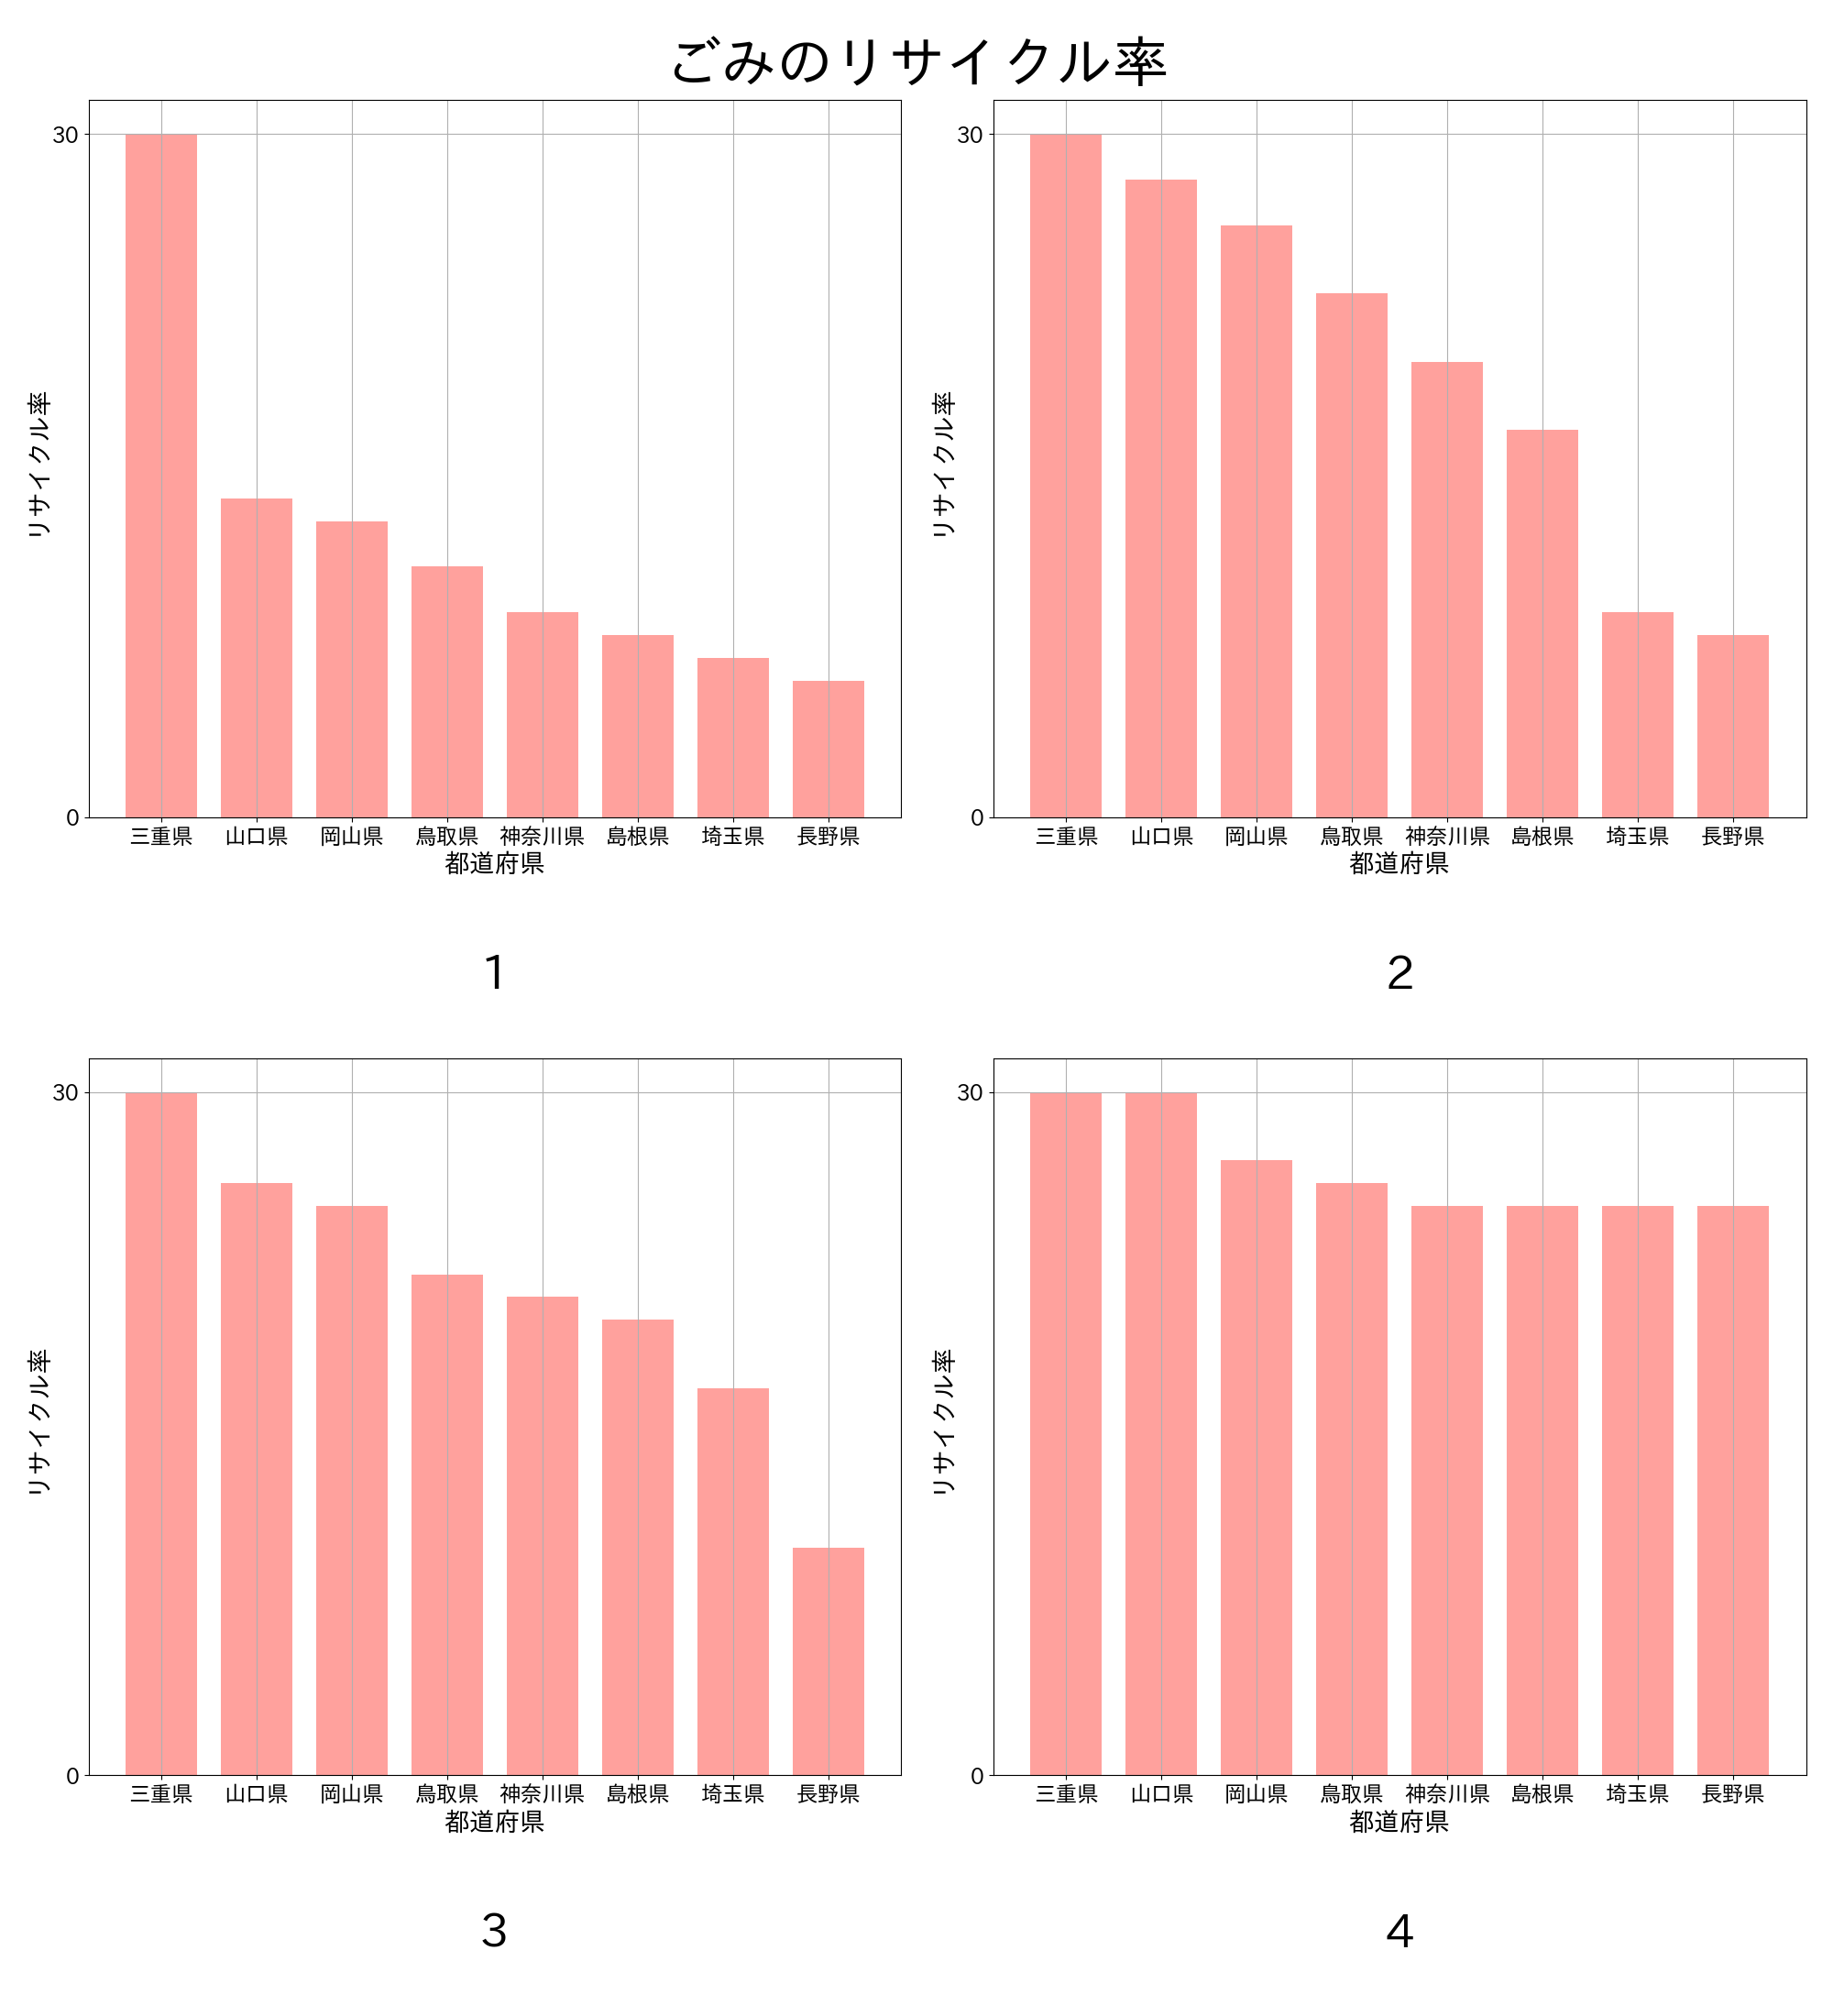 ごみのリサイクル率
30
0
リサイクル率
三重県 山口県 岡山県 鳥取県 神奈川県 島根県 埼玉県 長野県
都道府県
1
30
0
リサイクル率
三重県 山口県 岡山県 鳥取県 神奈川県 島根県 埼玉県 長野県
都道府県
2
30
0
リサイクル率
三重県 山口県 岡山県 鳥取県 神奈川県 島根県 埼玉県 長野県
都道府県
3
30
0
リサイクル率
三重県 山口県 岡山県 鳥取県 神奈川県 島根県 埼玉県 長野県
都道府県
4